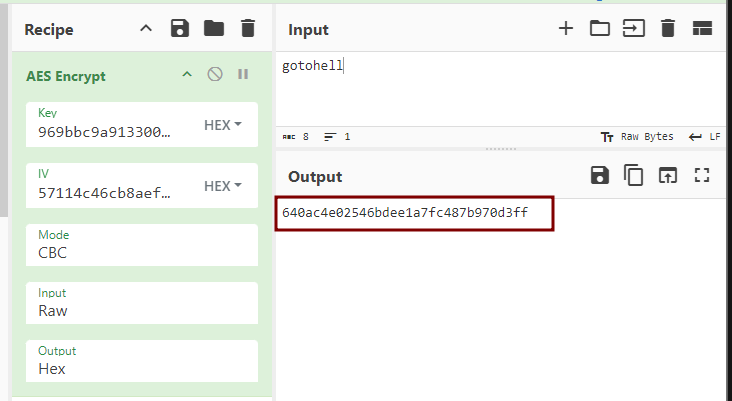 Recipe
AES Encrypt
Key
969bbc9a913300…
HEX
IV
57114c46cb8aef…
HEX
Mode
CBC
Input
Raw
Output
Hex
Input
gotohell
ABC 8 1
Raw Bytes LF
Output
640ac4e02546bdee1a7fc487b970d3ff